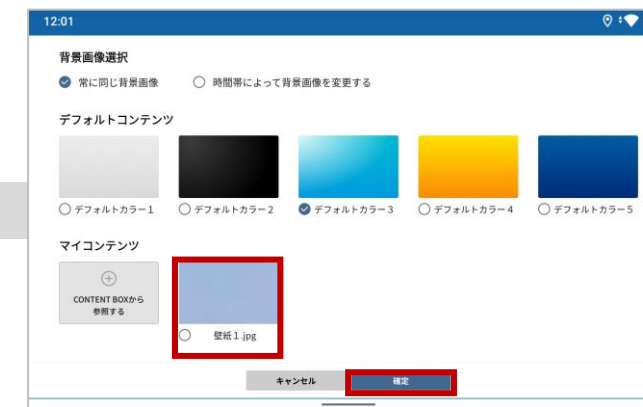 12:01
背景画像選択
常に同じ背景画像
時間帯によって背景画像を変更する
デフォルトコンテンツ
デフォルトカラー1
デフォルトカラー2
デフォルトカラー3
デフォルトカラー4
デフォルトカラー5
マイコンテンツ
CONTENT BOXから
参照する
壁紙1.jpg
キャンセル
確定